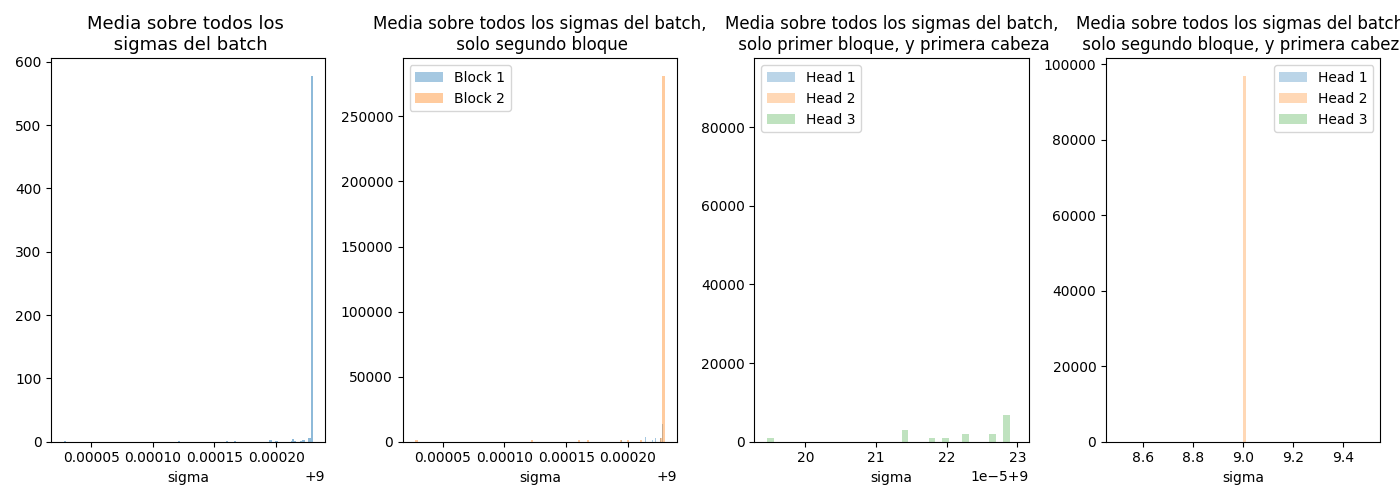 Media sobre todos los
sigmas del batch
600
500
400
300
200
100
0
0.00005 0.00010 0.00015 0.00020
sigma
+9
Media sobre todos los sigmas del batch,
solo segundo bloque
Block 1
Block 2
250000
200000
150000
100000
50000
0
0.00005 0.00010 0.00015 0.00020
sigma
+9
Media sobre todos los sigmas del batch,
solo primer bloque, y primera cabeza
Head 1
Head 2
Head 3
80000
60000
40000
20000
0
20 21 22 23
sigma
1e−5+9
Media sobre todos los sigmas del batch
solo segundo bloque, y primera cabez
Head 1
Head 2
Head 3
100000
80000
60000
40000
20000
0
8.6 8.8 9.0 9.2 9.4
sigma